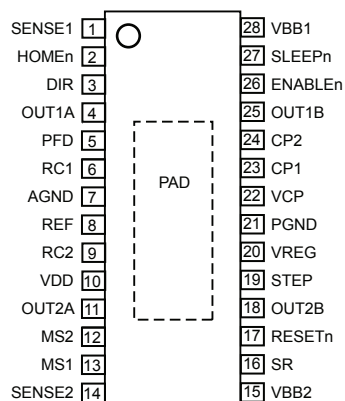 SENSE1 1 28 VBB1
HOMEn 2 27 SLEEPn
DIR 3 26 ENABLEn
OUT1A 4 25 OUT1B
PFD 5 24 CP2
RC1 6 23 CP1
PAD
AGND 7 22 VCP
REF 8 21 PGND
RC2 9 20 VREG
VDD 10 19 STEP
OUT2A 11 18 OUT2B
MS2 12 17 RESETn
MS1 13 16 SR
SENSE2 14 15 VBB2